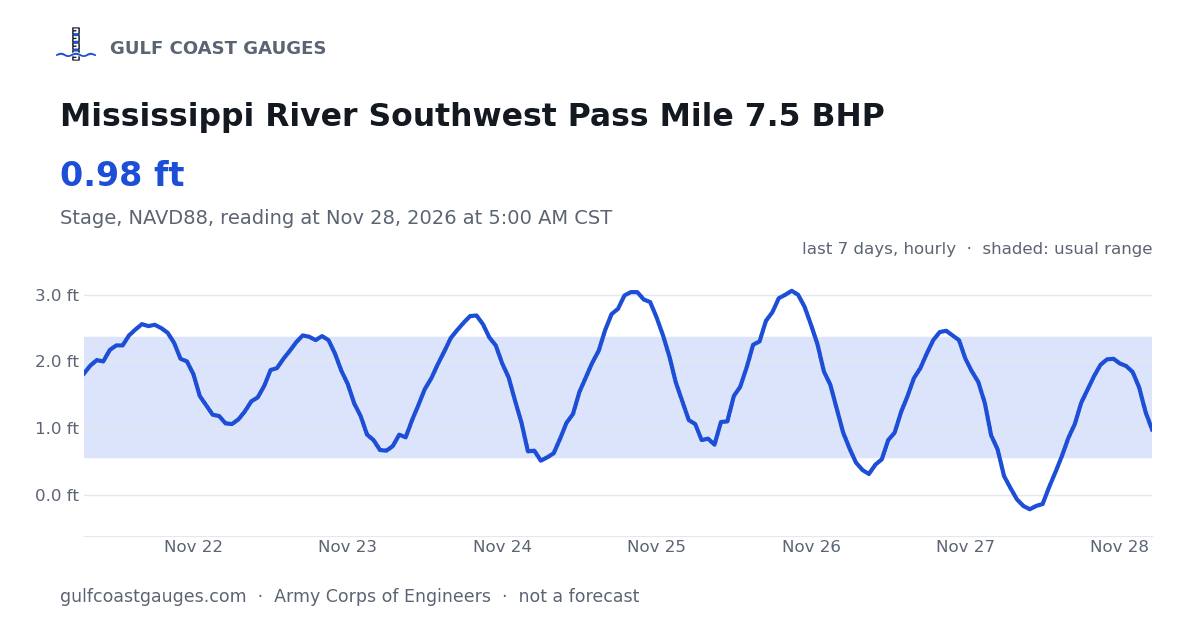 GULF COAST GAUGES
Mississippi River Southwest Pass Mile 7.5 BHP
0.98 ft
Stage, NAVD88, reading at Nov 28, 2026 at 5:00 AM CST
last 7 days, hourly · shaded: usual range
3.0 ft
2.0 ft
1.0 ft
0.0 ft
Nov 22 Nov 23 Nov 24 Nov 25 Nov 26 Nov 27 Nov 28
gulfcoastgauges.com · Army Corps of Engineers · not a forecast